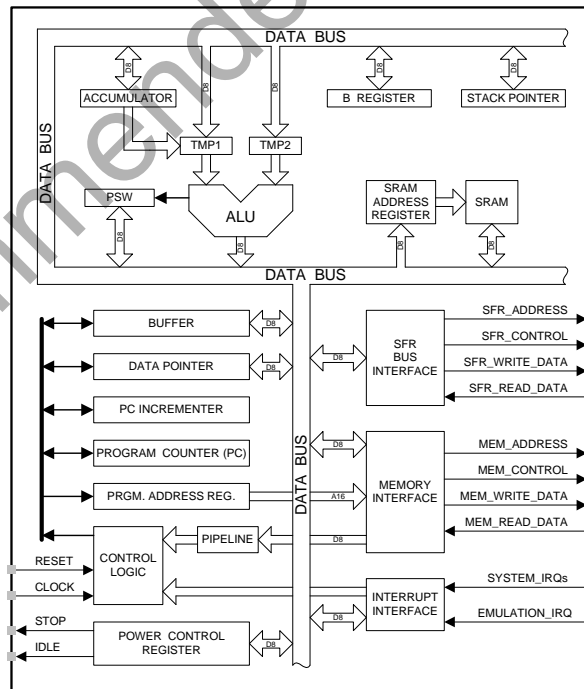 DATA BUS
D8
D8
D8
D8
D8
ACCUMULATOR
B REGISTER
STACK POINTER
DATA BUS
TMP1
TMP2
PSW
ALU
SRAM
ADDRESS
REGISTER
SRAM
D8
D8
D8
D8
DATA BUS
BUFFER
D8
DATA POINTER
D8
PC INCREMENTER
PROGRAM COUNTER (PC)
PRGM. ADDRESS REG.
A16
PIPELINE
D8
CONTROL
LOGIC
RESET
CLOCK
STOP
IDLE
POWER CONTROL
REGISTER
D8
DATA BUS
D8
SFR
BUS
INTERFACE
SFR_ADDRESS
SFR_CONTROL
SFR_WRITE_DATA
SFR_READ_DATA
D8
MEMORY
INTERFACE
MEM_ADDRESS
MEM_CONTROL
MEM_WRITE_DATA
MEM_READ_DATA
D8
INTERRUPT
INTERFACE
SYSTEM_IRQs
EMULATION_IRQ
mmende